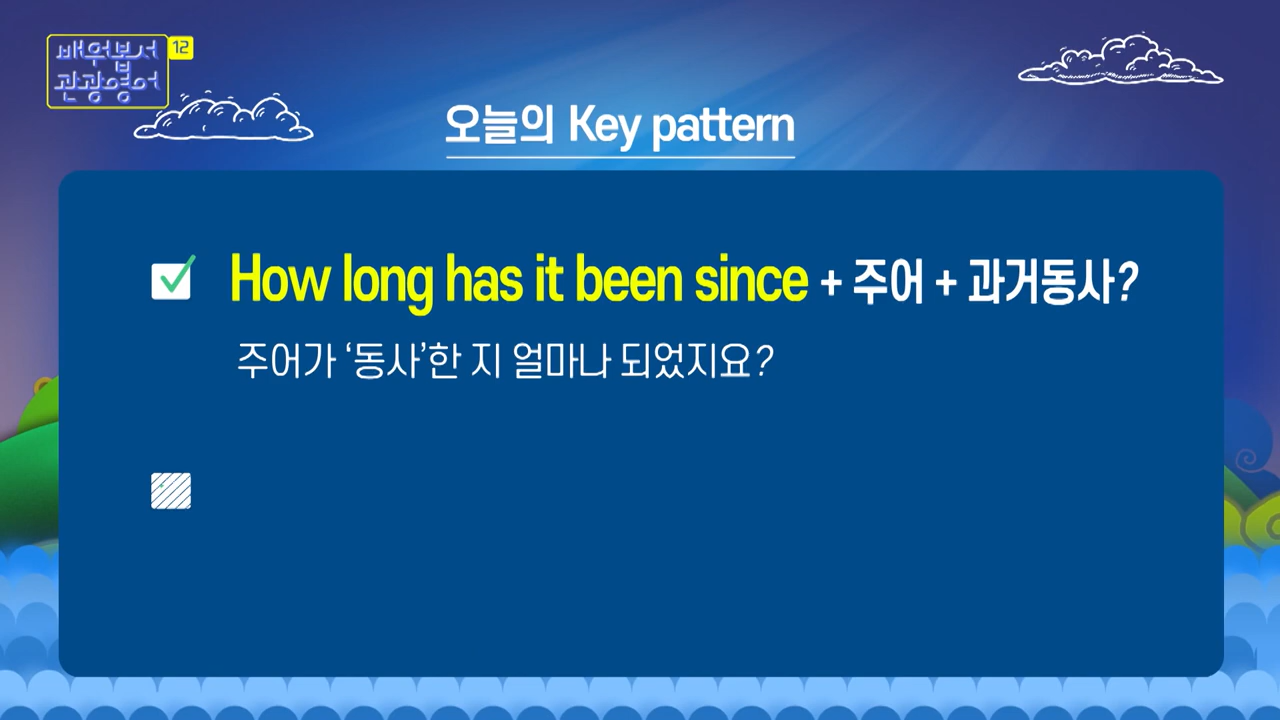 배워봅서
관광영어
12
오늘의 Key pattern
How long has it been since + 주어 + 과거동사?
주어가 ‘동사’한 지 얼마나 되었지요?